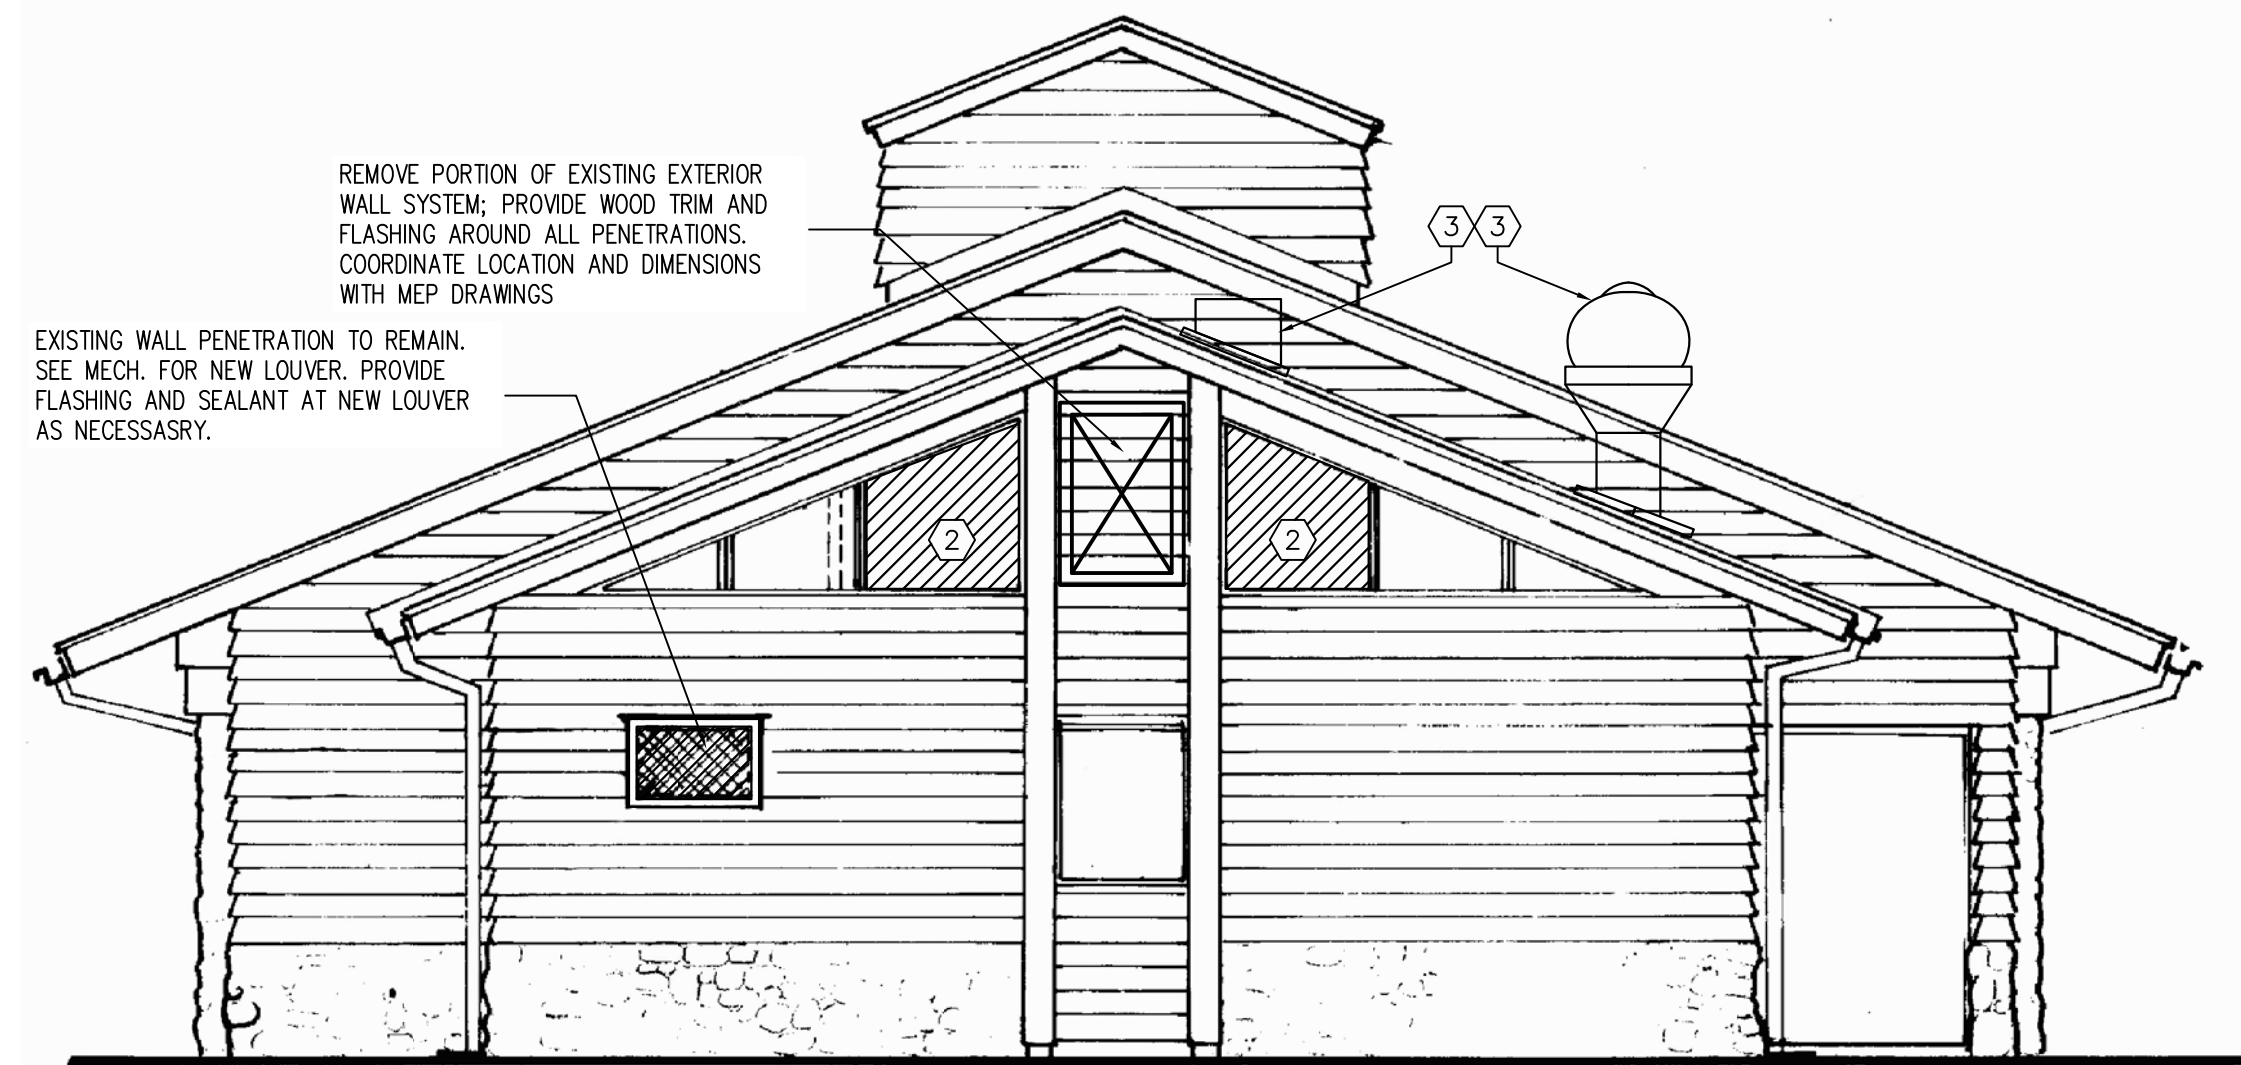 REMOVE PORTION OF EXISTING EXTERIOR
WALL SYSTEM; PROVIDE WOOD TRIM AND
FLASHING AROUND ALL PENETRATIONS.
COORDINATE LOCATION AND DIMENSIONS
WITH MEP DRAWINGS
3 3
EXISTING WALL PENETRATION TO REMAIN.
SEE MECH. FOR NEW LOUVER. PROVIDE
FLASHING AND SEALANT AT NEW LOUVER
AS NECESSASRY.
2 2